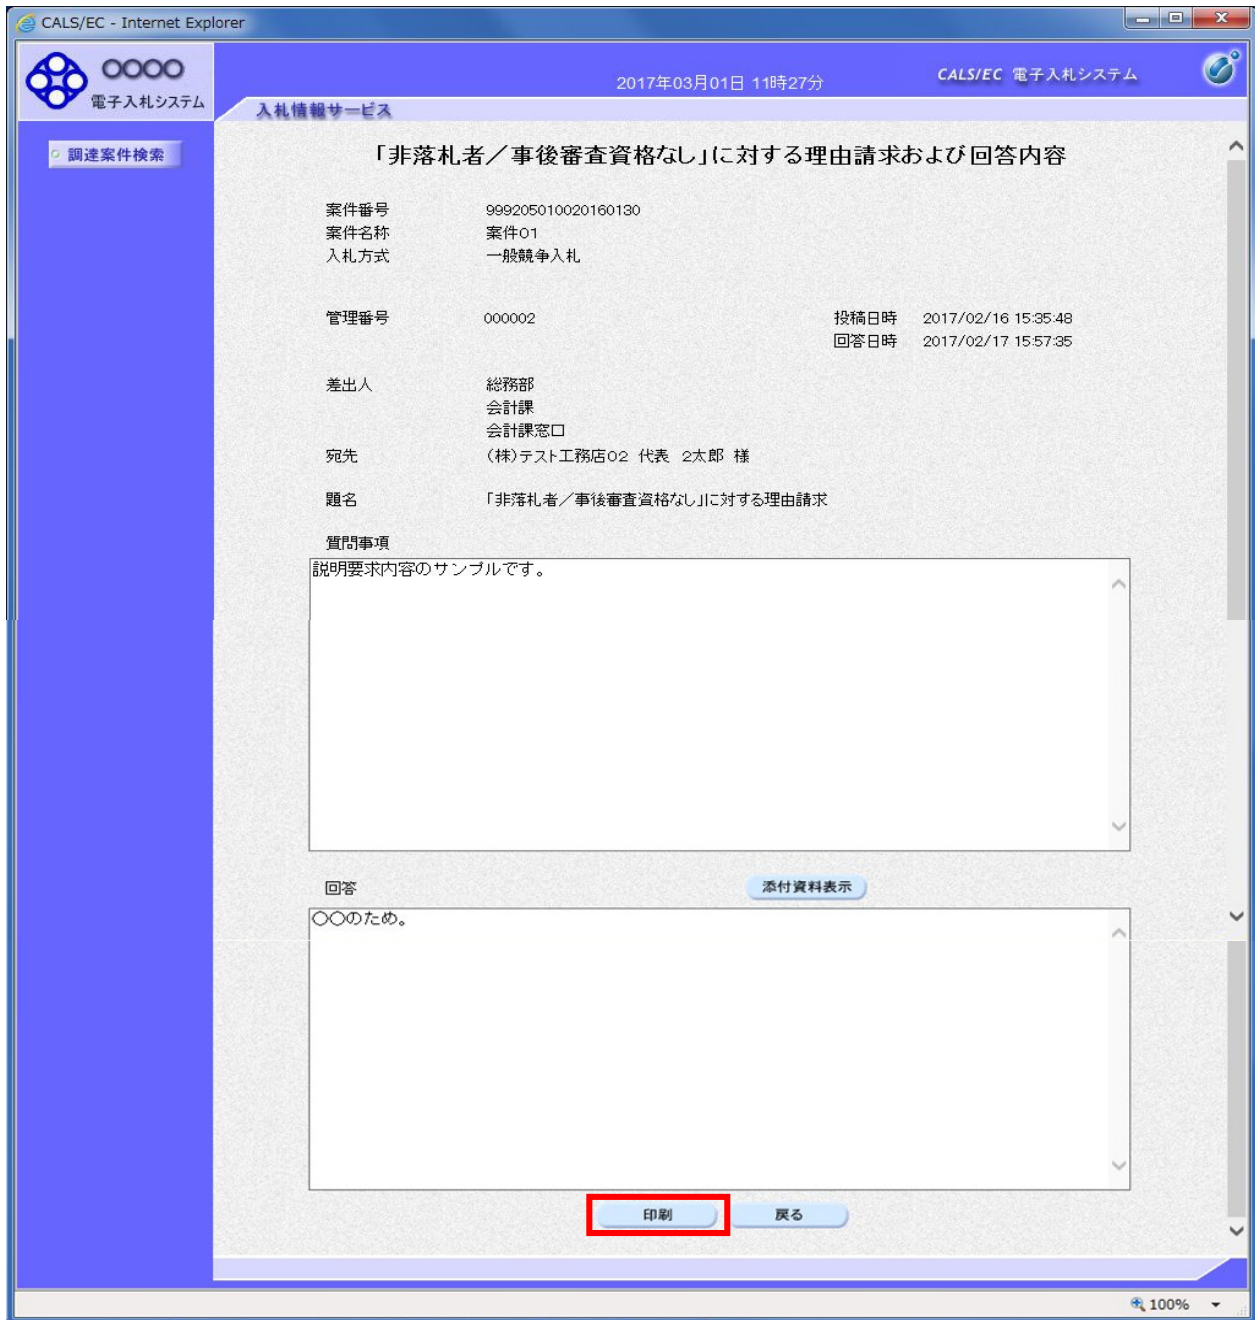 CALS/EC - Internet Explorer
〇〇〇〇
電子入札システム
2017年03月01日 11時27分
CALS/EC 電子入札システム
入札情報サービス
調達案件検索
「非落札者／事後審査資格なし」に対する理由請求および回答内容
案件番号 999205010020160130
案件名称 案件01
入札方式 一般競争入札
管理番号 000002 投稿日時 2017/02/16 15:35:48
回答日時 2017/02/17 15:57:35
差出人 総務部
会計課
会計課窓口
宛先 (株)テスト工務店02 代表 2太郎 様
題名 「非落札者／事後審査資格なし」に対する理由請求
質問事項
説明要求内容のサンプルです。
回答 添付資料表示
〇〇のため。
印刷 戻る
100%